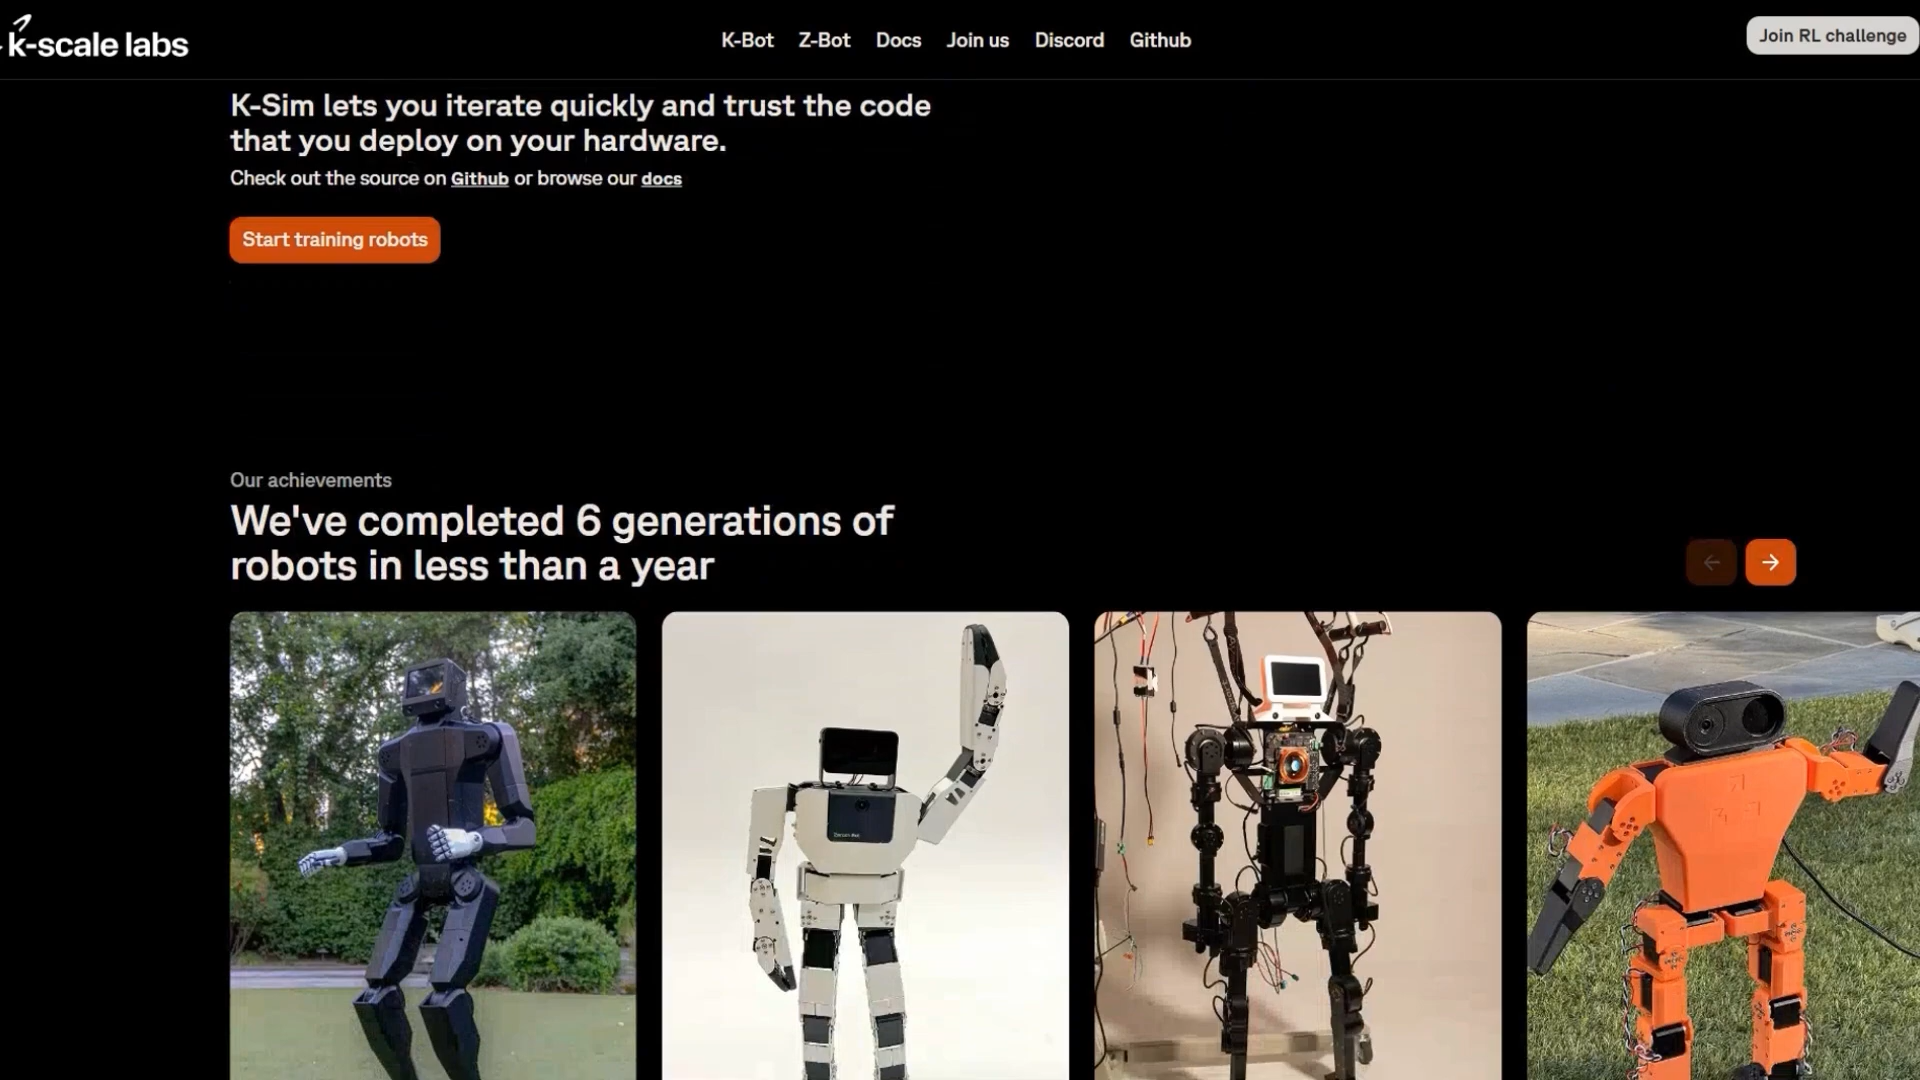 k-scale labs
K-Bot
Z-Bot
Docs
Join us
Discord
Github
Join RL challenge
K-Sim lets you iterate quickly and trust the code
that you deploy on your hardware.
Check out the source on Github or browse our docs
Start training robots
Our achievements
We've completed 6 generations of
robots in less than a year